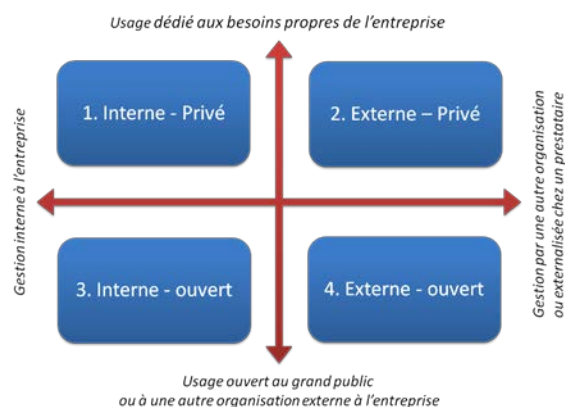 Usage dédié aux besoins propres de l’entreprise
1. Interne - Privé
2. Externe – Privé
Gestion interne à l’entreprise
Gestion par une autre organisation
ou externalisée chez un prestataire
3. Interne - ouvert
4. Externe - ouvert
Usage ouvert au grand public
ou à une autre organisation externe à l’entreprise